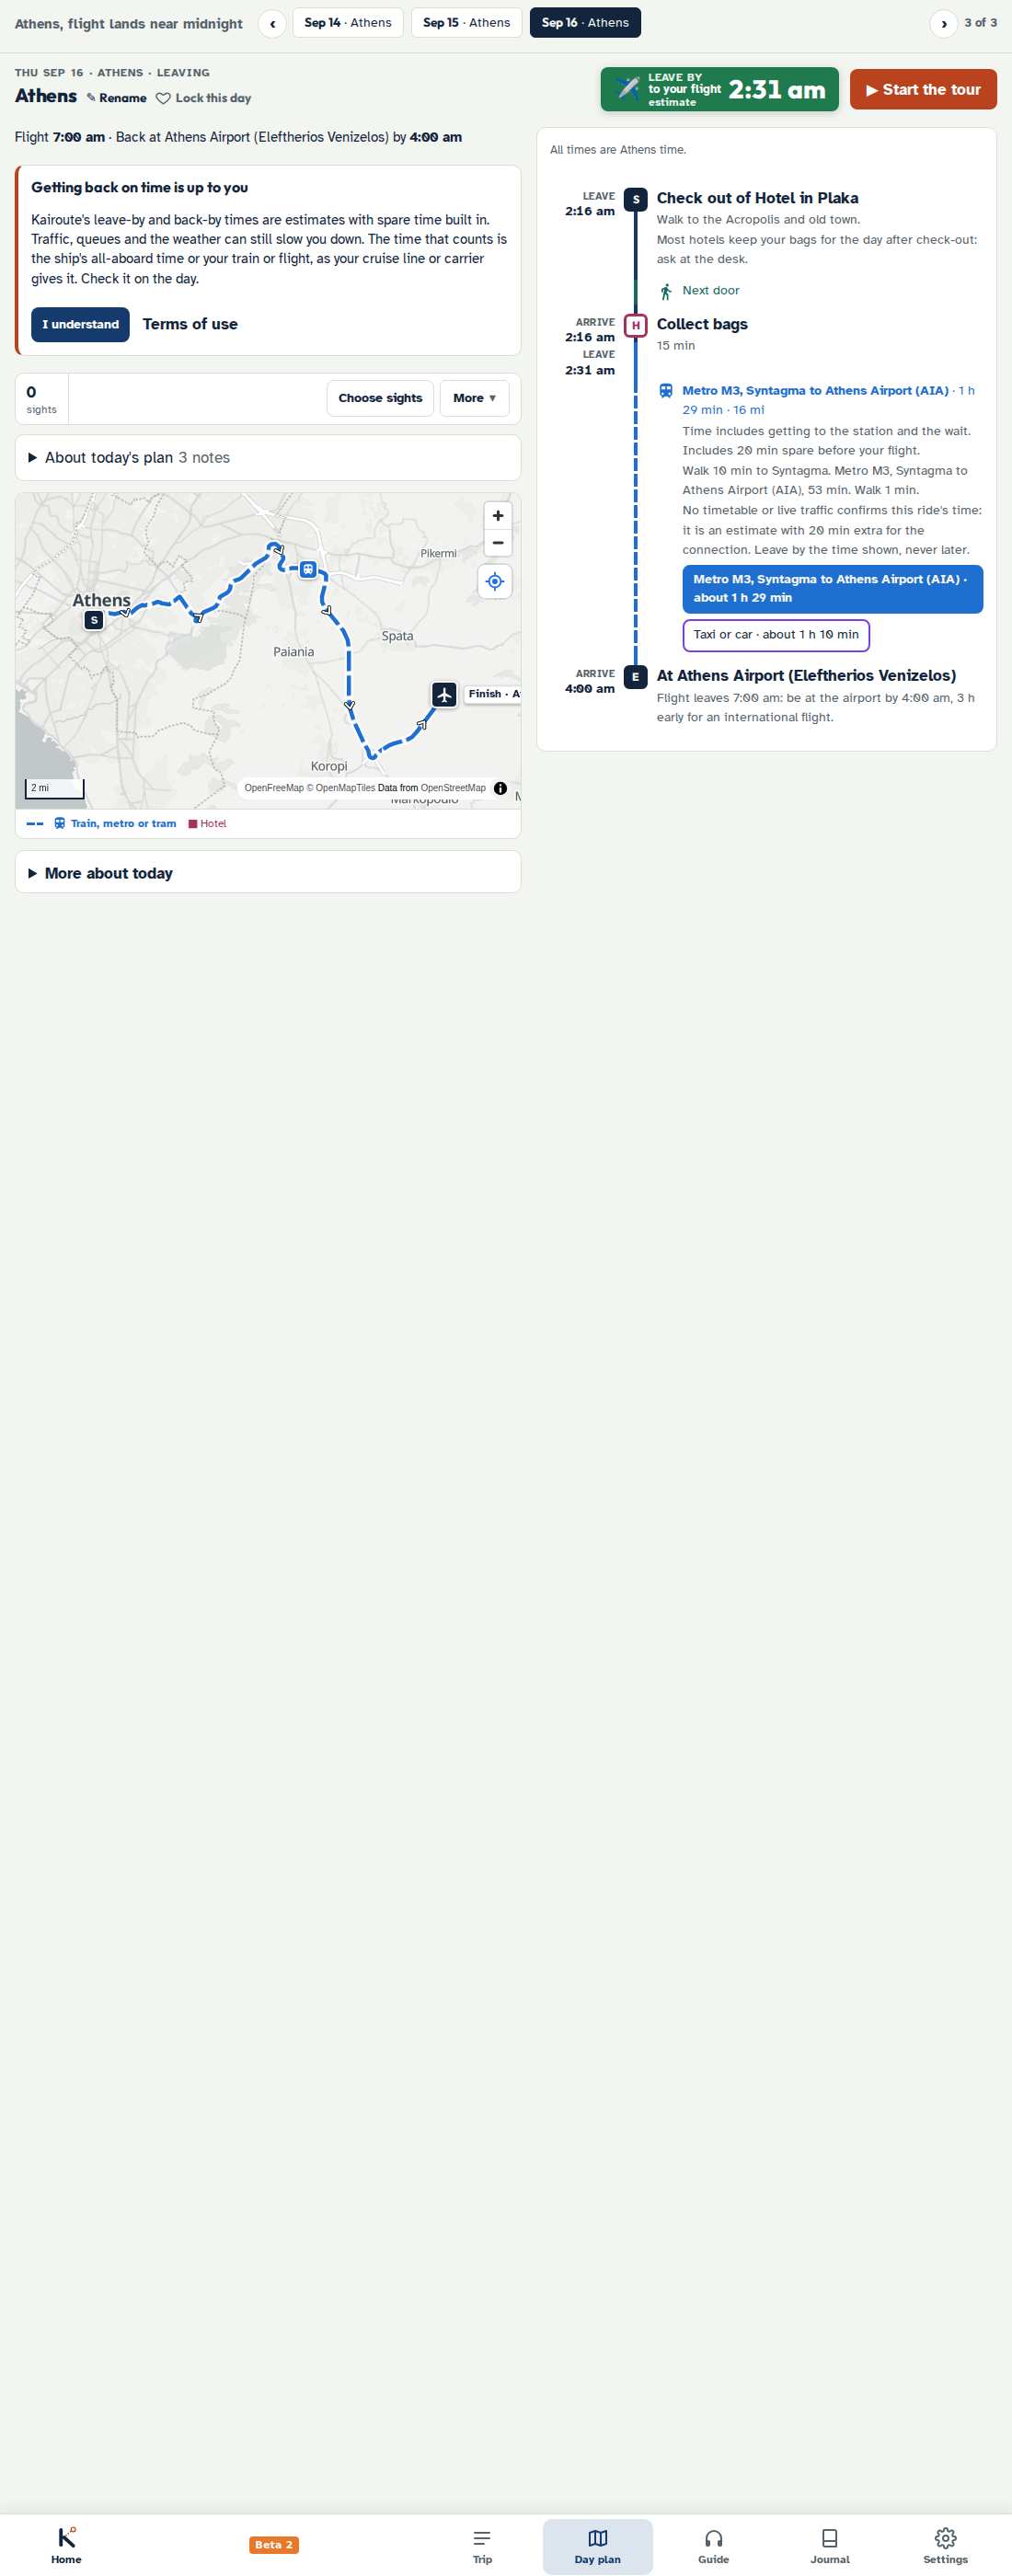 Athens, flight lands near midnight
‹
Sep 14 · Athens
Sep 15 · Athens
Sep 16 · Athens
›
3 of 3
THU SEP 16 · ATHENS · LEAVING
Athens ✎ Rename Lock this day
LEAVE BY
to your flight
estimate
2:31 am
▶ Start the tour
Flight 7:00 am · Back at Athens Airport (Eleftherios Venizelos) by 4:00 am
Getting back on time is up to you
Kairoute's leave-by and back-by times are estimates with spare time built in.
Traffic, queues and the weather can still slow you down. The time that counts is
the ship's all-aboard time or your train or flight, as your cruise line or carrier
gives it. Check it on the day.
I understand
Terms of use
0
sights
Choose sights
More ▼
▶ About today's plan 3 notes
Pikermi
Athens
S
Spata
Paiania
Finish · A
Koropi
2 mi
OpenFreeMap © OpenMapTiles Data from OpenStreetMap
Markopoulo
Train, metro or tram
Hotel
▶ More about today
All times are Athens time.
LEAVE
2:16 am
S
Check out of Hotel in Plaka
Walk to the Acropolis and old town.
Most hotels keep your bags for the day after check-out:
ask at the desk.
Next door
ARRIVE
2:16 am
LEAVE
2:31 am
H
Collect bags
15 min
Metro M3, Syntagma to Athens Airport (AIA) · 1 h
29 min · 16 mi
Time includes getting to the station and the wait.
Includes 20 min spare before your flight.
Walk 10 min to Syntagma. Metro M3, Syntagma to
Athens Airport (AIA), 53 min. Walk 1 min.
No timetable or live traffic confirms this ride's time:
it is an estimate with 20 min extra for the
connection. Leave by the time shown, never later.
Metro M3, Syntagma to Athens Airport (AIA) ·
about 1 h 29 min
Taxi or car · about 1 h 10 min
ARRIVE
4:00 am
E
At Athens Airport (Eleftherios Venizelos)
Flight leaves 7:00 am: be at the airport by 4:00 am, 3 h
early for an international flight.
Home
Beta 2
Trip
Day plan
Guide
Journal
Settings